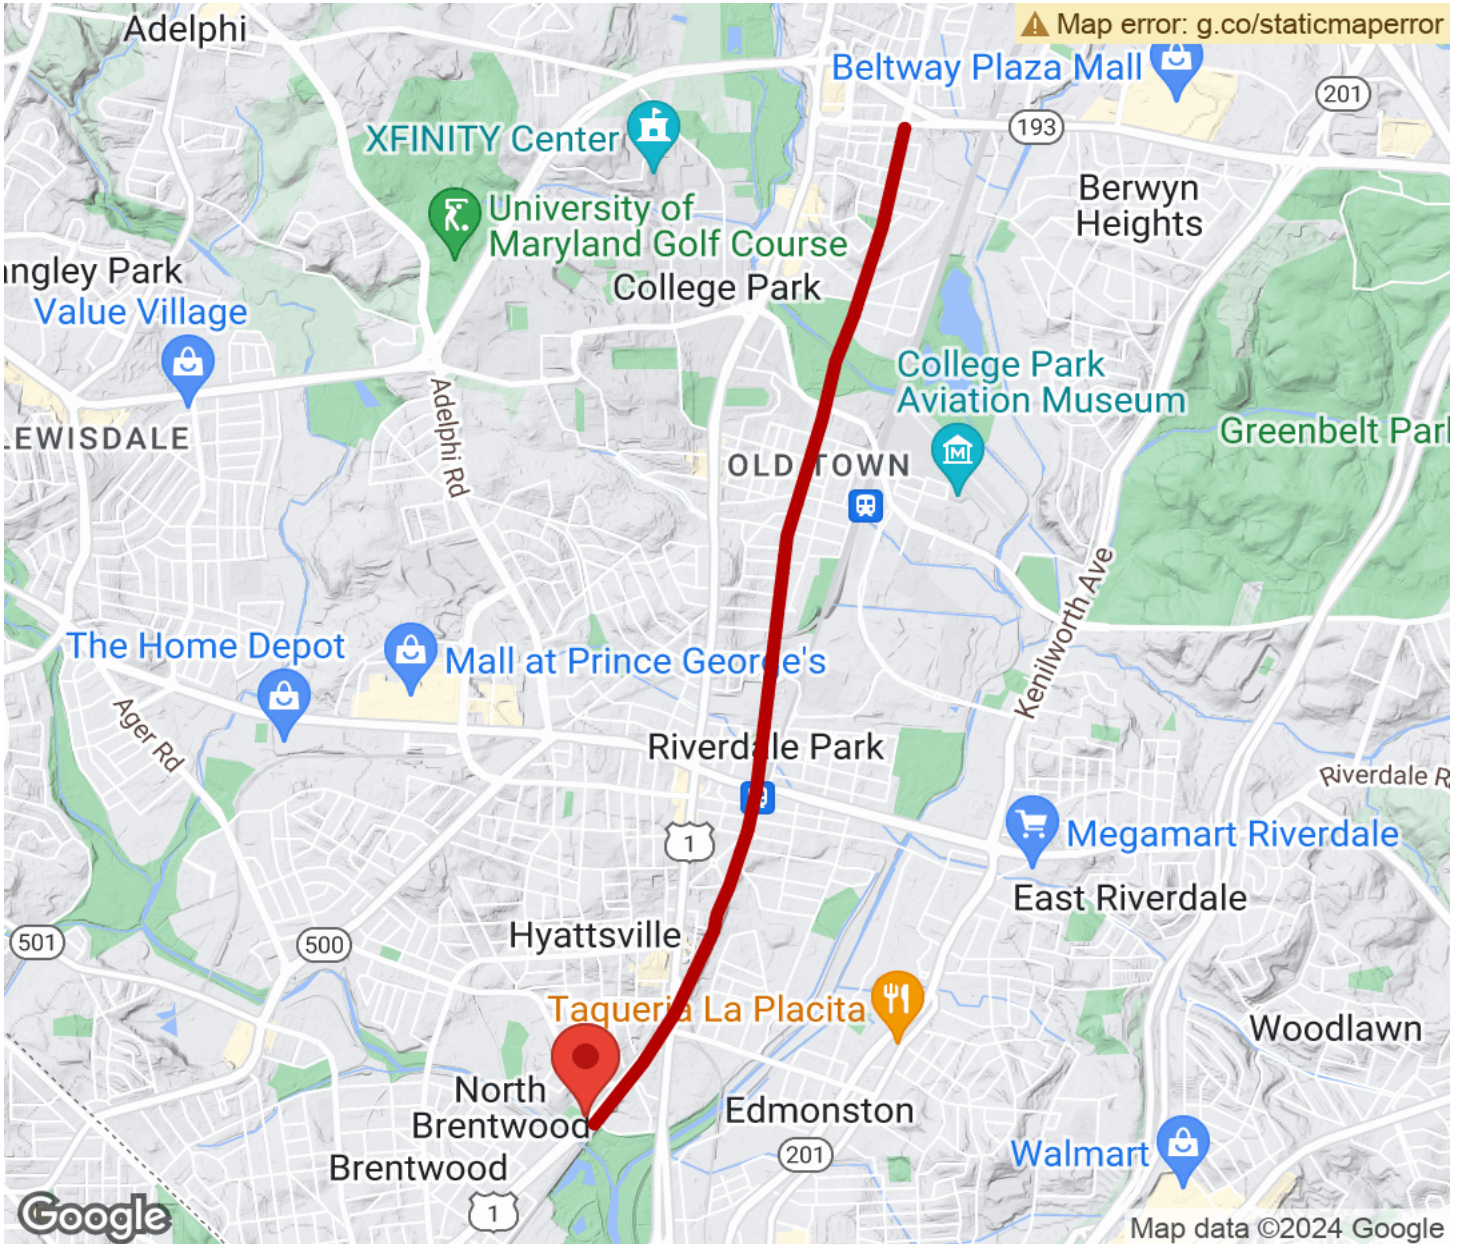 Adelphi
Map error: g.co/staticmaperror
Beltway Plaza Mall
201
193
XFINITY Center
Berwyn
Heights
University of
Maryland Golf Course
angley Park
College Park
Value Village
College Park
Aviation Museum
Adelphi Rd
Greenbelt Park
LEWISDALE
OLD TOWN
Kenilworth Ave
The Home Depot
Mall at Prince George's
Ager Rd
Riverdale Park
Riverdale R
1
Megamart Riverdale
East Riverdale
501
500
Hyattsville
Taqueria La Placita
Woodlawn
North
Brentwood
Edmonston
Brentwood
201
Walmart
1
Google
Map data ©2024 Google